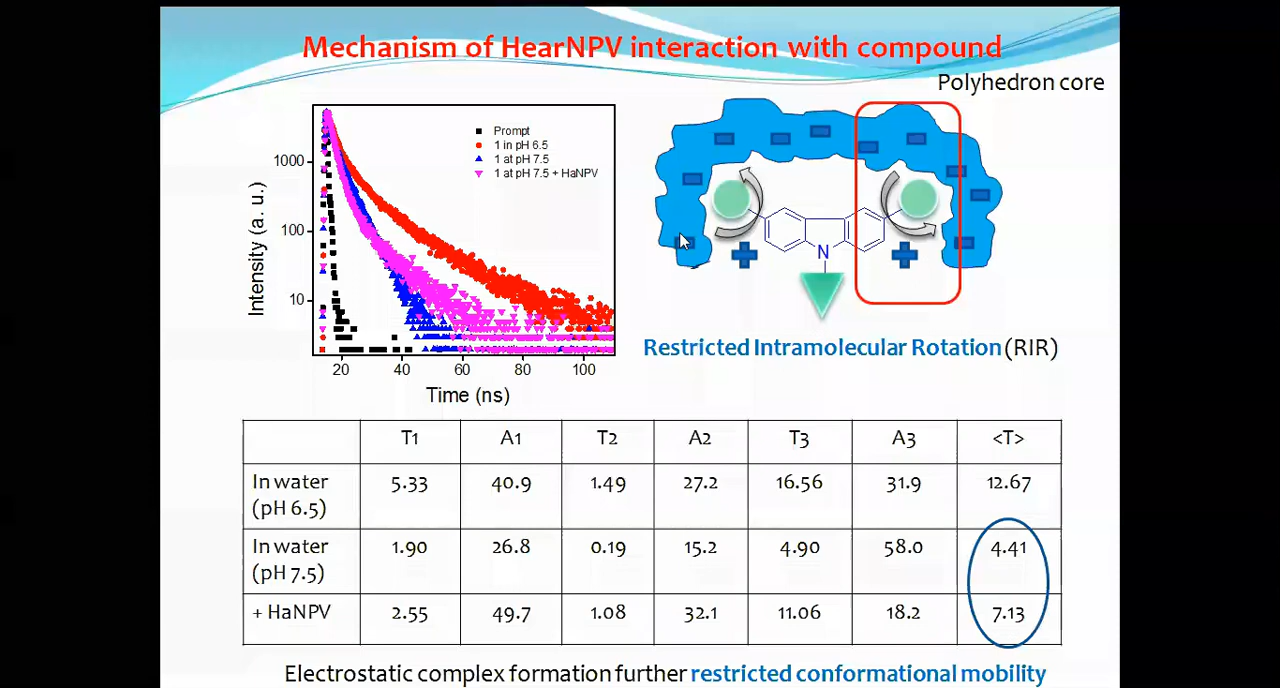 Mechanism of HearNPV interaction with compound
Polyhedron core
Intensity (a. u.)
1000
100
10
Prompt
1 in pH 6.5
1 at pH 7.5
1 at pH 7.5 + HaNPV
20 40 60 80 100
Time (ns)
N
Restricted Intramolecular Rotation (RIR)
T1 A1 T2 A2 T3 A3 <T>
In water 5.33 40.9 1.49 27.2 16.56 31.9 12.67
(pH 6.5)
In water 1.90 26.8 0.19 15.2 4.90 58.0 4.41
(pH 7.5)
+ HaNPV 2.55 49.7 1.08 32.1 11.06 18.2 7.13
Electrostatic complex formation further restricted conformational mobility